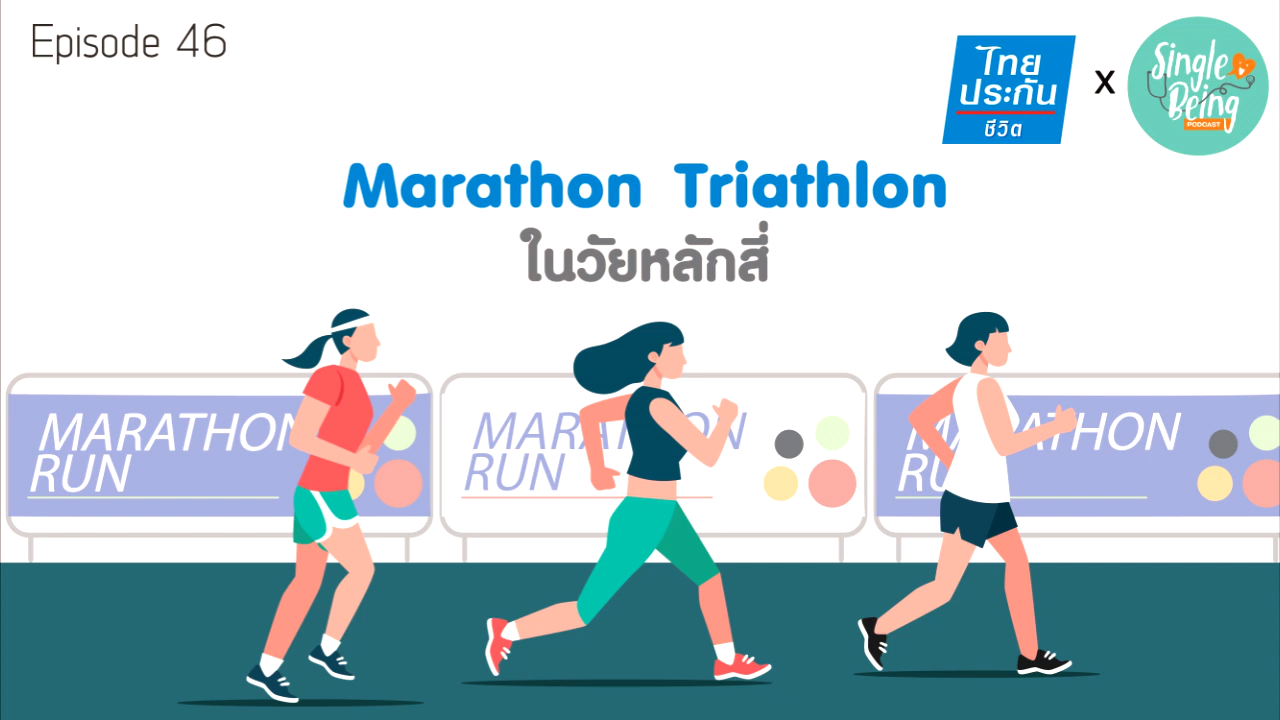 Episode 46
ไทย
ประกัน
ชีวิต
X
Single
Being
PODCAST
Marathon Triathlon
ในวัยหลักสี่
MARATHON
RUN
MARATHON
RUN
MARATHON
RUN